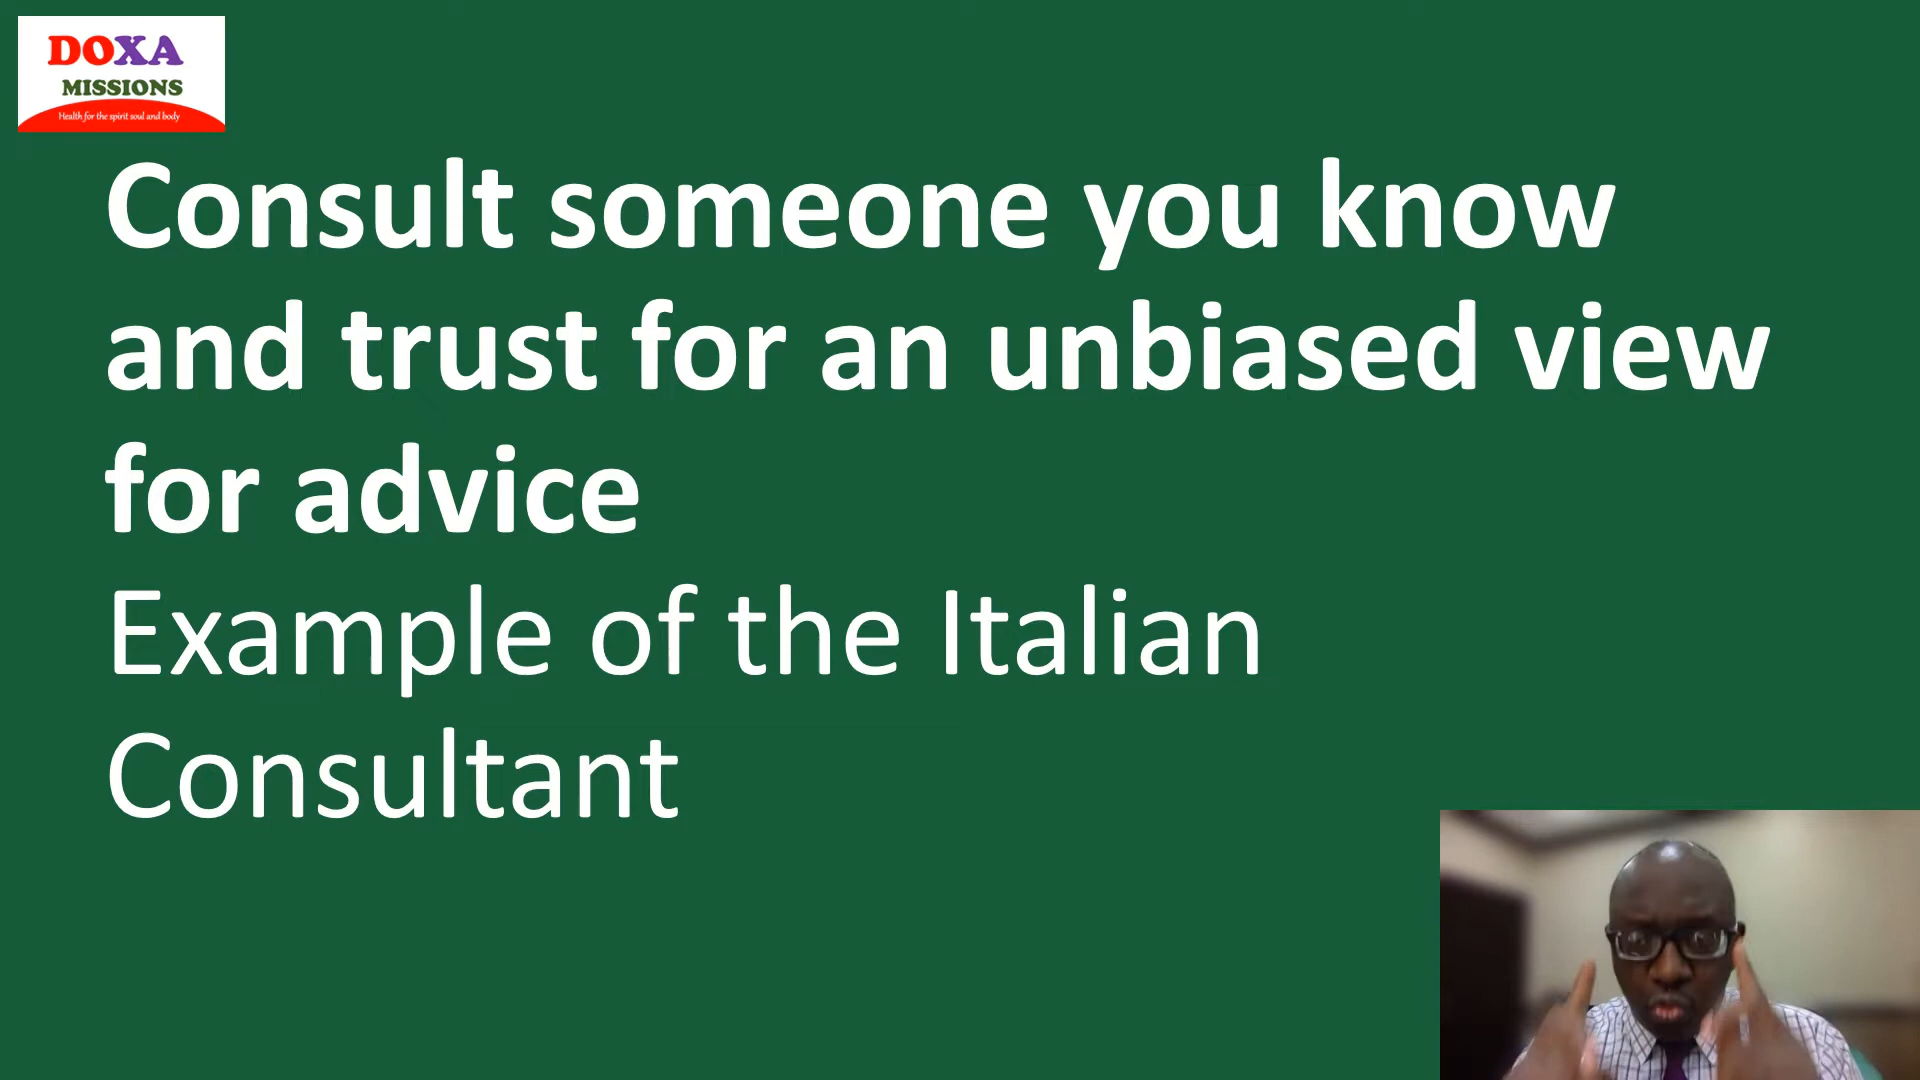 DOXA
MISSIONS
Health for the spirit soul and body
Consult someone you know
and trust for an unbiased view
for advice
Example of the Italian
Consultant